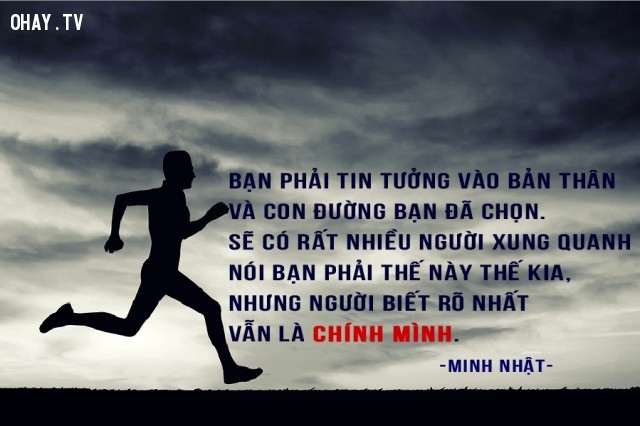 OHAY.TV
BẠN PHẢI TIN TƯỞNG VÀO BẢN THÂN
VÀ CON ĐƯỜNG BẠN ĐÃ CHỌN.
SẼ CÓ RẤT NHIỀU NGƯỜI XUNG QUANH
NÓI BẠN PHẢI THẾ NÀY THẾ KIA,
NHƯNG NGƯỜI BIẾT RÕ NHẤT
VẪN LÀ CHÍNH MÌNH.
-MINH NHẬT-